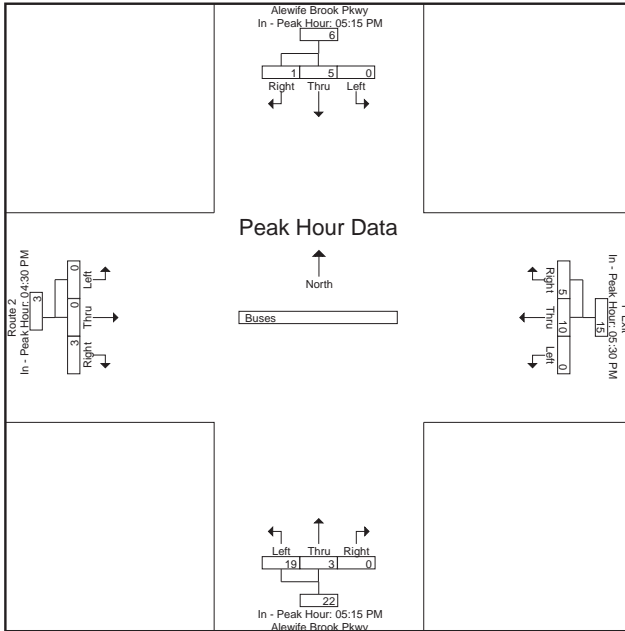 Alewife Brook Pkwy
In - Peak Hour: 05:15 PM
6
1 5 0
Right Thru Left
Peak Hour Data
North
Buses
Route 2
In - Peak Hour: 04:30 PM
3
0 0 3
Left Thru Right
Right Thru Left
5 10 0
15
In - Peak Hour: 05:30 PM
Exit
Left Thru Right
19 3 0
22
In - Peak Hour: 05:15 PM
Alewife Brook Pkwy